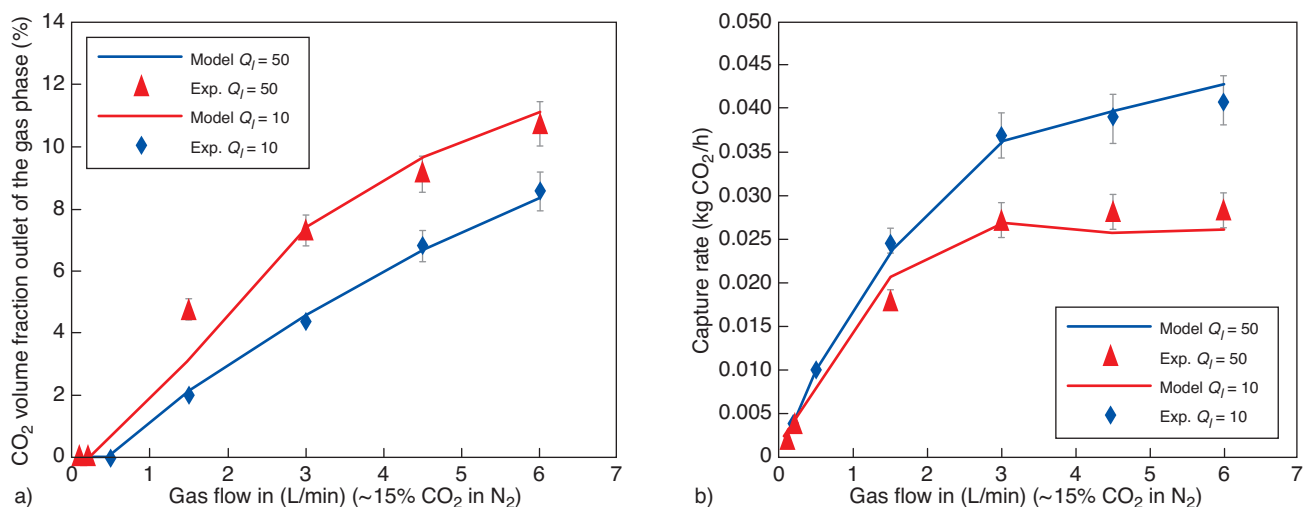 CO₂ volume fraction outlet of the gas phase (%)
14
12
10
8
6
4
2
0
Model Qₗ = 50
Exp. Qₗ = 50
Model Qₗ = 10
Exp. Qₗ = 10
0 1 2 3 4 5 6 7
a) Gas flow in (L/min) (~15% CO₂ in N₂)
Capture rate (kg CO₂/h)
0.050
0.045
0.040
0.035
0.030
0.025
0.020
0.015
0.010
0.005
0.000
Model Qₗ = 50
Exp. Qₗ = 50
Model Qₗ = 10
Exp. Qₗ = 10
0 1 2 3 4 5 6 7
b) Gas flow in (L/min) (~15% CO₂ in N₂)